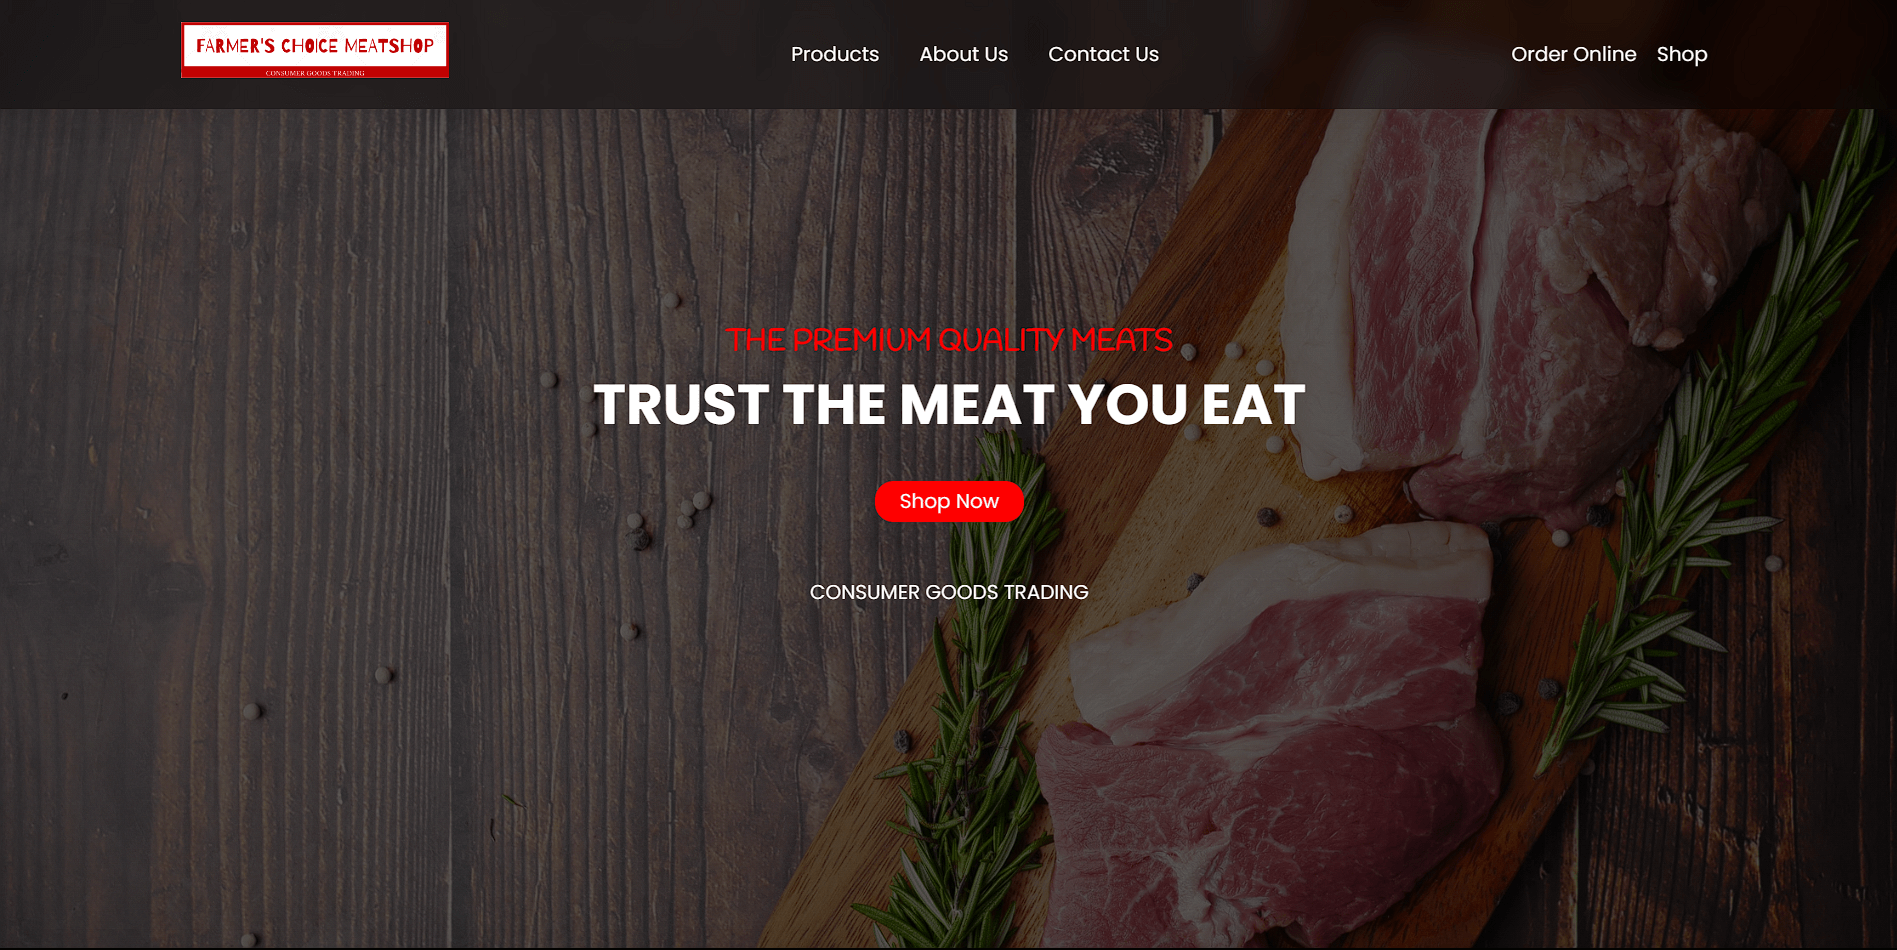 FARMER'S CHOICE MEATSHOP
CONSUMER GOODS TRADING
Products
About Us
Contact Us
Order Online
Shop
THE PREMIUM QUALITY MEATS
TRUST THE MEAT YOU EAT
Shop Now
CONSUMER GOODS TRADING